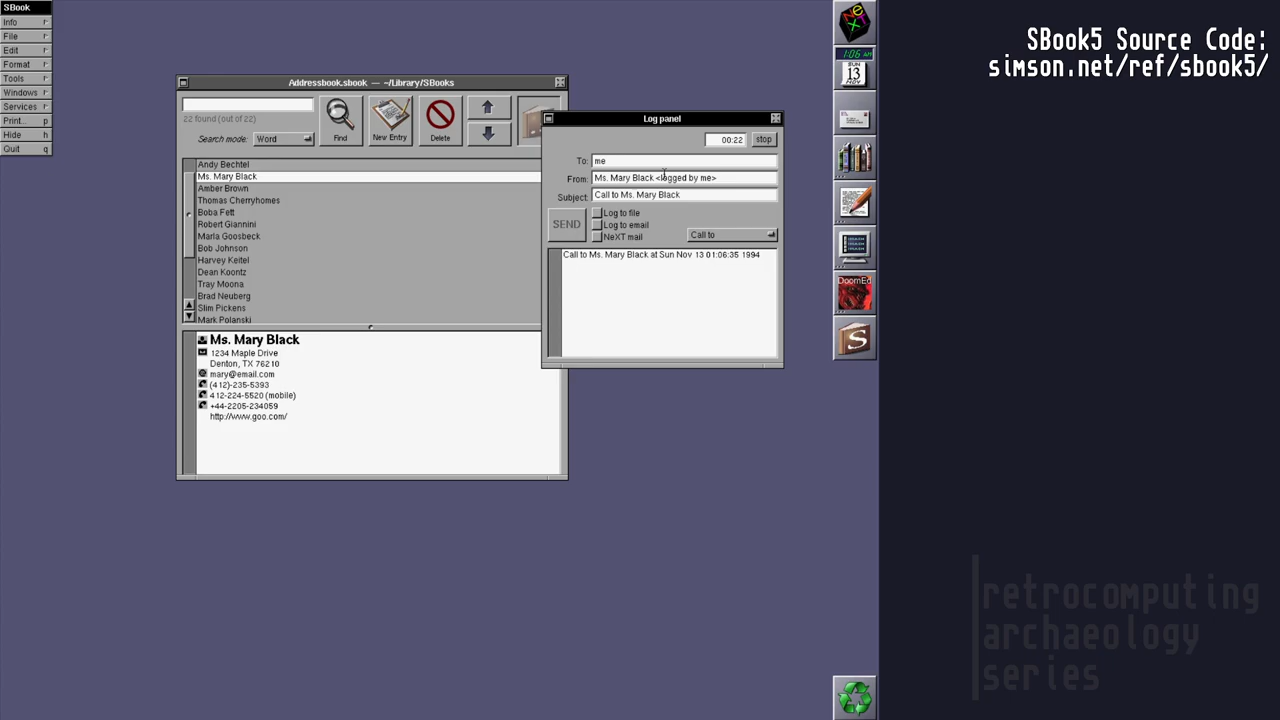 SBook
Info
File
Edit
Format
Tools
Windows
Services
Print... p
Hide h
Quit q
Addressbook.sbook — ~/Library/SBooks
22 found (out of 22)
Search mode: Word
Find
New Entry
Delete
Andy Bechtel
Ms. Mary Black
Amber Brown
Thomas Cherryhomes
Boba Fett
Robert Giannini
Marla Goosbeck
Bob Johnson
Harvey Keitel
Dean Koontz
Tray Moona
Brad Neuberg
Slim Pickens
Mark Polanski
Ms. Mary Black
1234 Maple Drive
Denton, TX 76210
mary@email.com
(412)-235-5393
412-224-5520 (mobile)
+44-2205-234059
http://www.goo.com/
Log panel
00:22 stop
To: me
From: Ms. Mary Black <logged by me>
Subject: Call to Ms. Mary Black
SEND
Log to file
Log to email
NeXT mail
Call to
Call to Ms. Mary Black at Sun Nov 13 01:06:35 1994
1:06 AM
SUN
13
NOV
DoomEd
S
SBook5 Source Code:
simson.net/ref/sbook5/
retrocomputing
archaeology
series